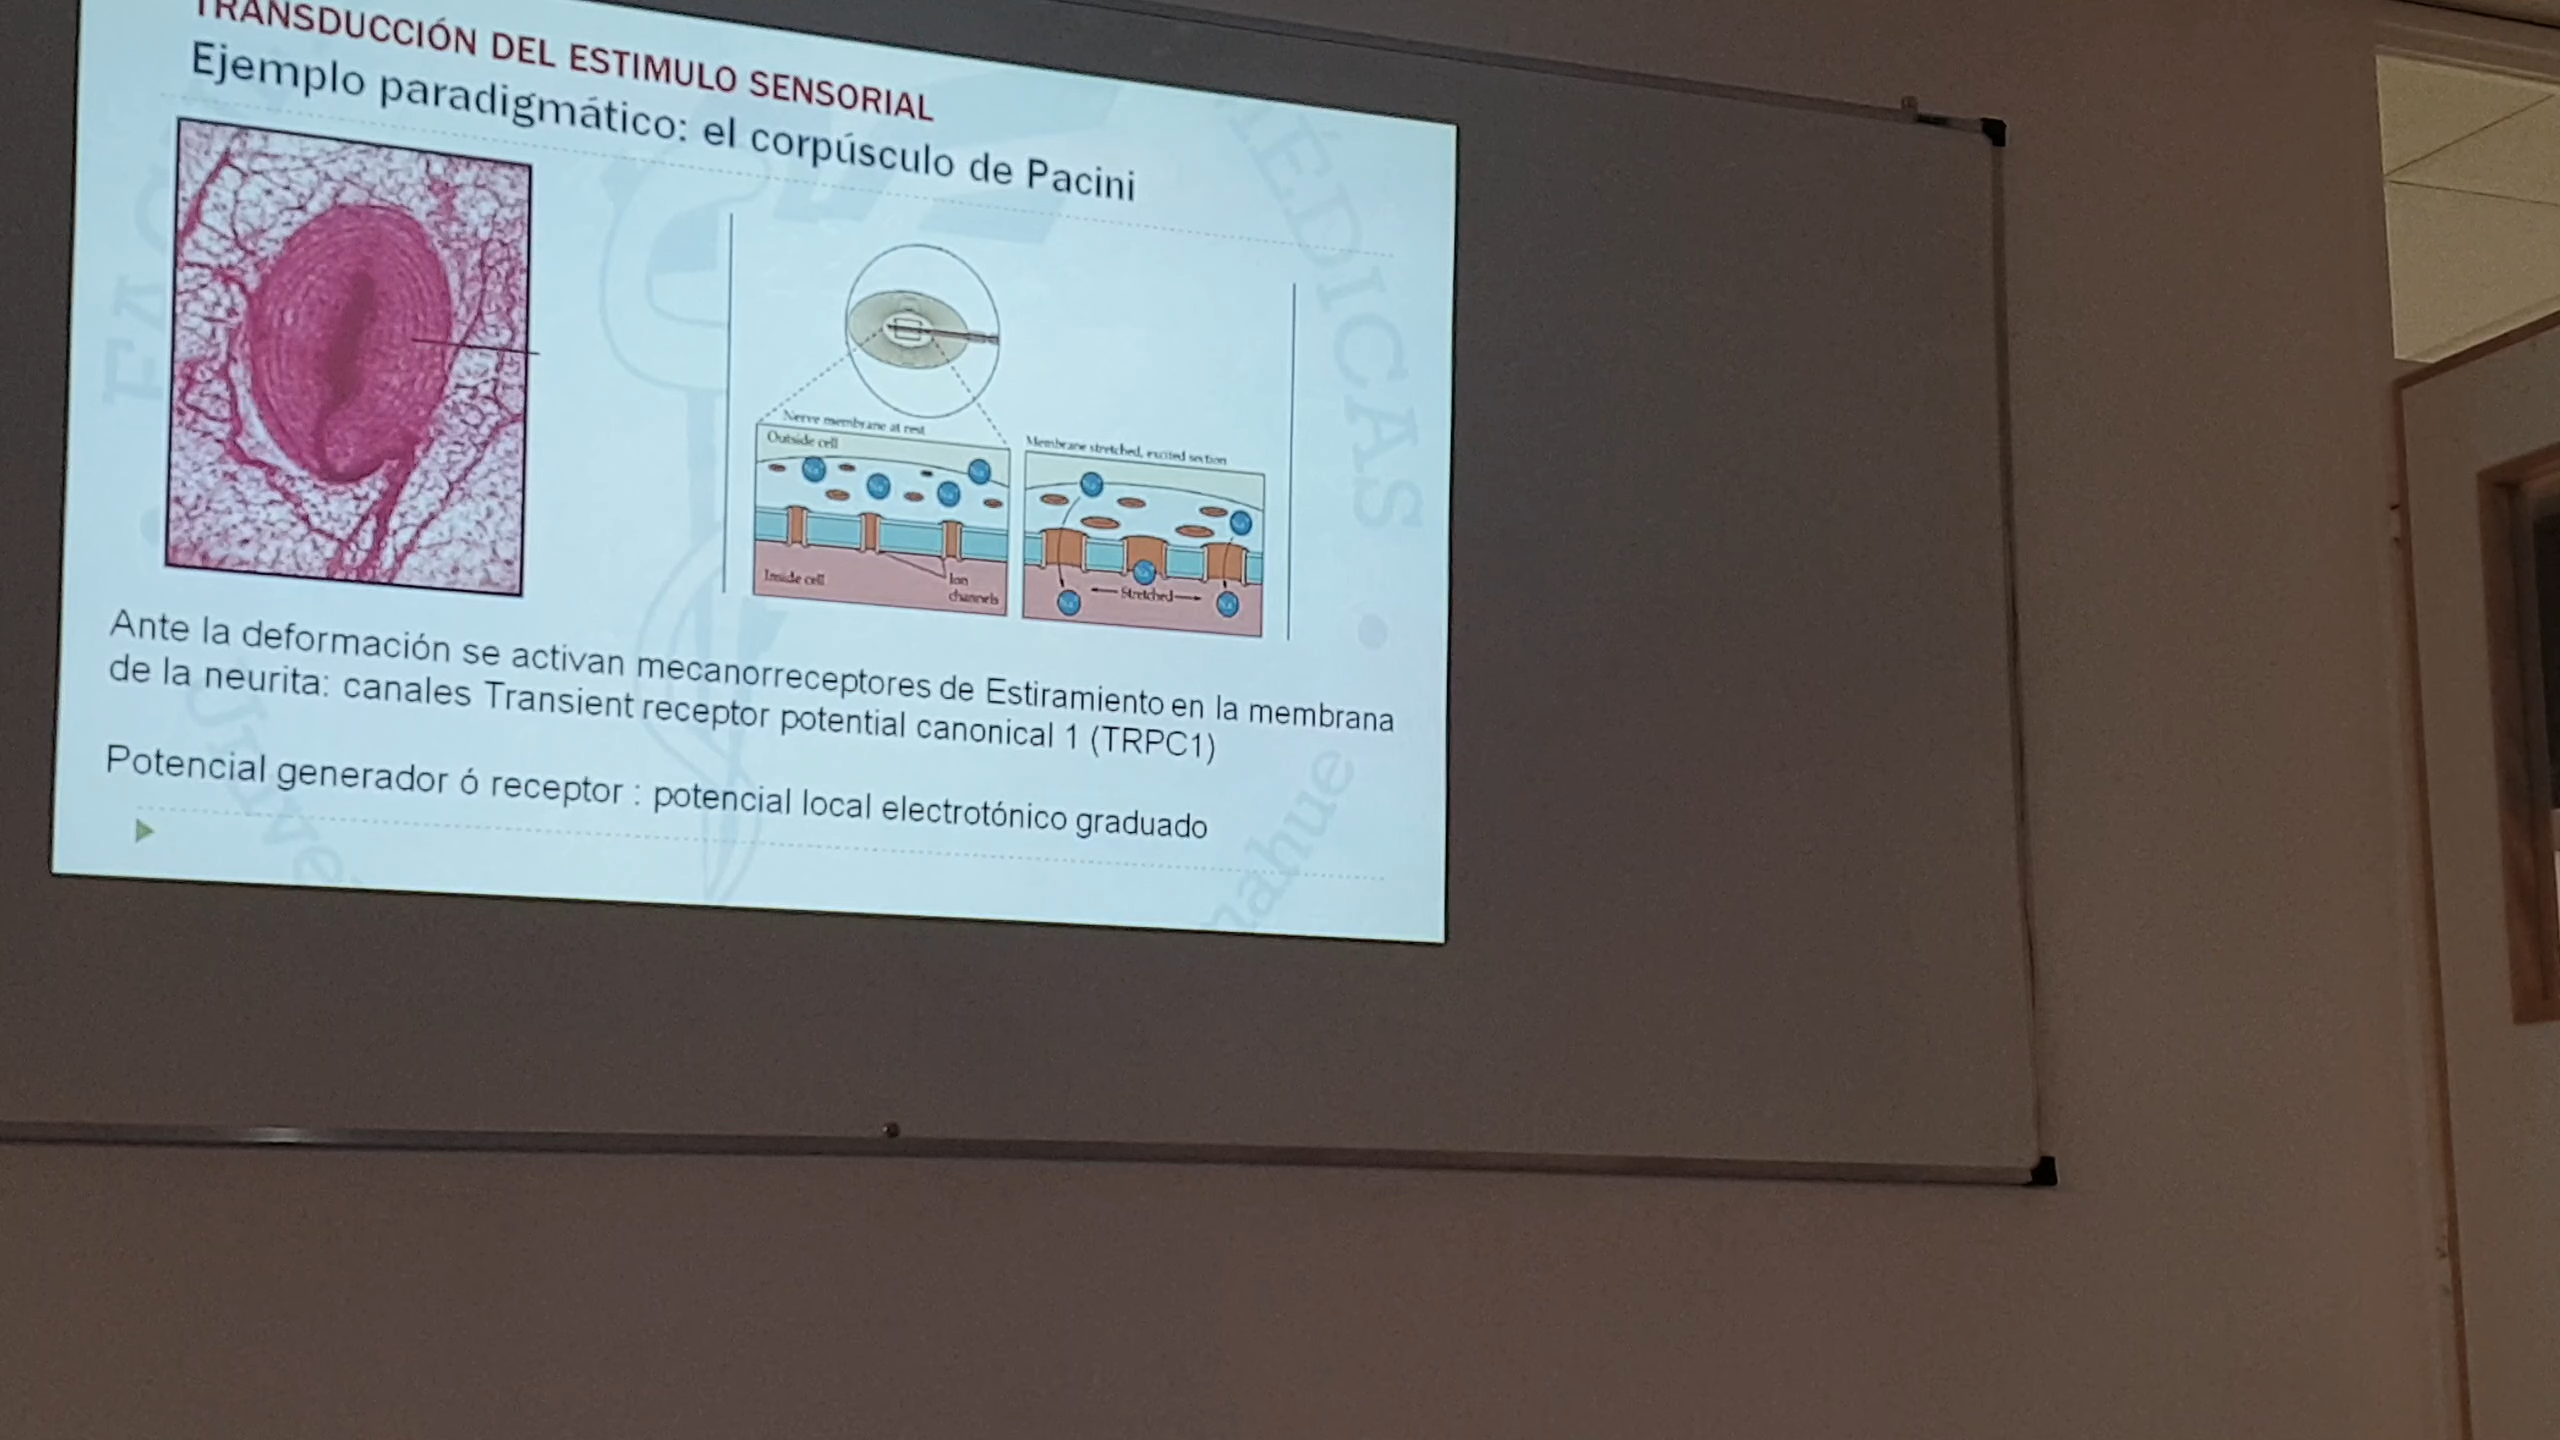 TRANSDUCCIÓN DEL ESTIMULO SENSORIAL
Ejemplo paradigmático: el corpúsculo de Pacini
Nerve membrane at rest
Outside cell
Inside cell
Ion
channels
Membrane stretched, excited section
Stretched
Ante la deformación se activan mecanorreceptores de Estiramiento en la membrana
de la neurita: canales Transient receptor potential canonical 1 (TRPC1)
Potencial generador ó receptor : potencial local electrotónico graduado
MÉDICAS